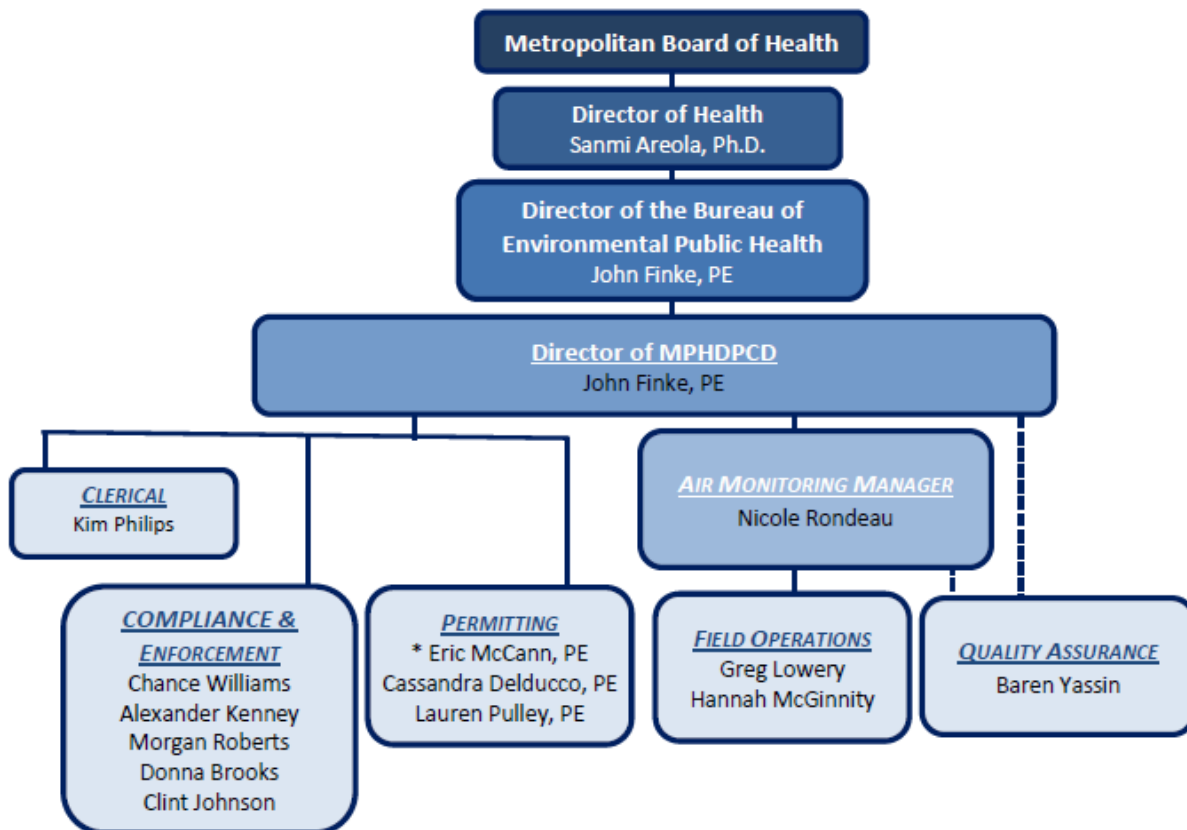 Metropolitan Board of Health
Director of Health
Sanmi Areola, Ph.D.
Director of the Bureau of
Environmental Public Health
John Finke, PE
Director of MPHDPCD
John Finke, PE
CLERICAL
Kim Philips
AIR MONITORING MANAGER
Nicole Rondeau
COMPLIANCE &
ENFORCEMENT
Chance Williams
Alexander Kenney
Morgan Roberts
Donna Brooks
Clint Johnson
PERMITTING
* Eric McCann, PE
Cassandra Delducco, PE
Lauren Pulley, PE
FIELD OPERATIONS
Greg Lowery
Hannah McGinnity
QUALITY ASSURANCE
Baren Yassin